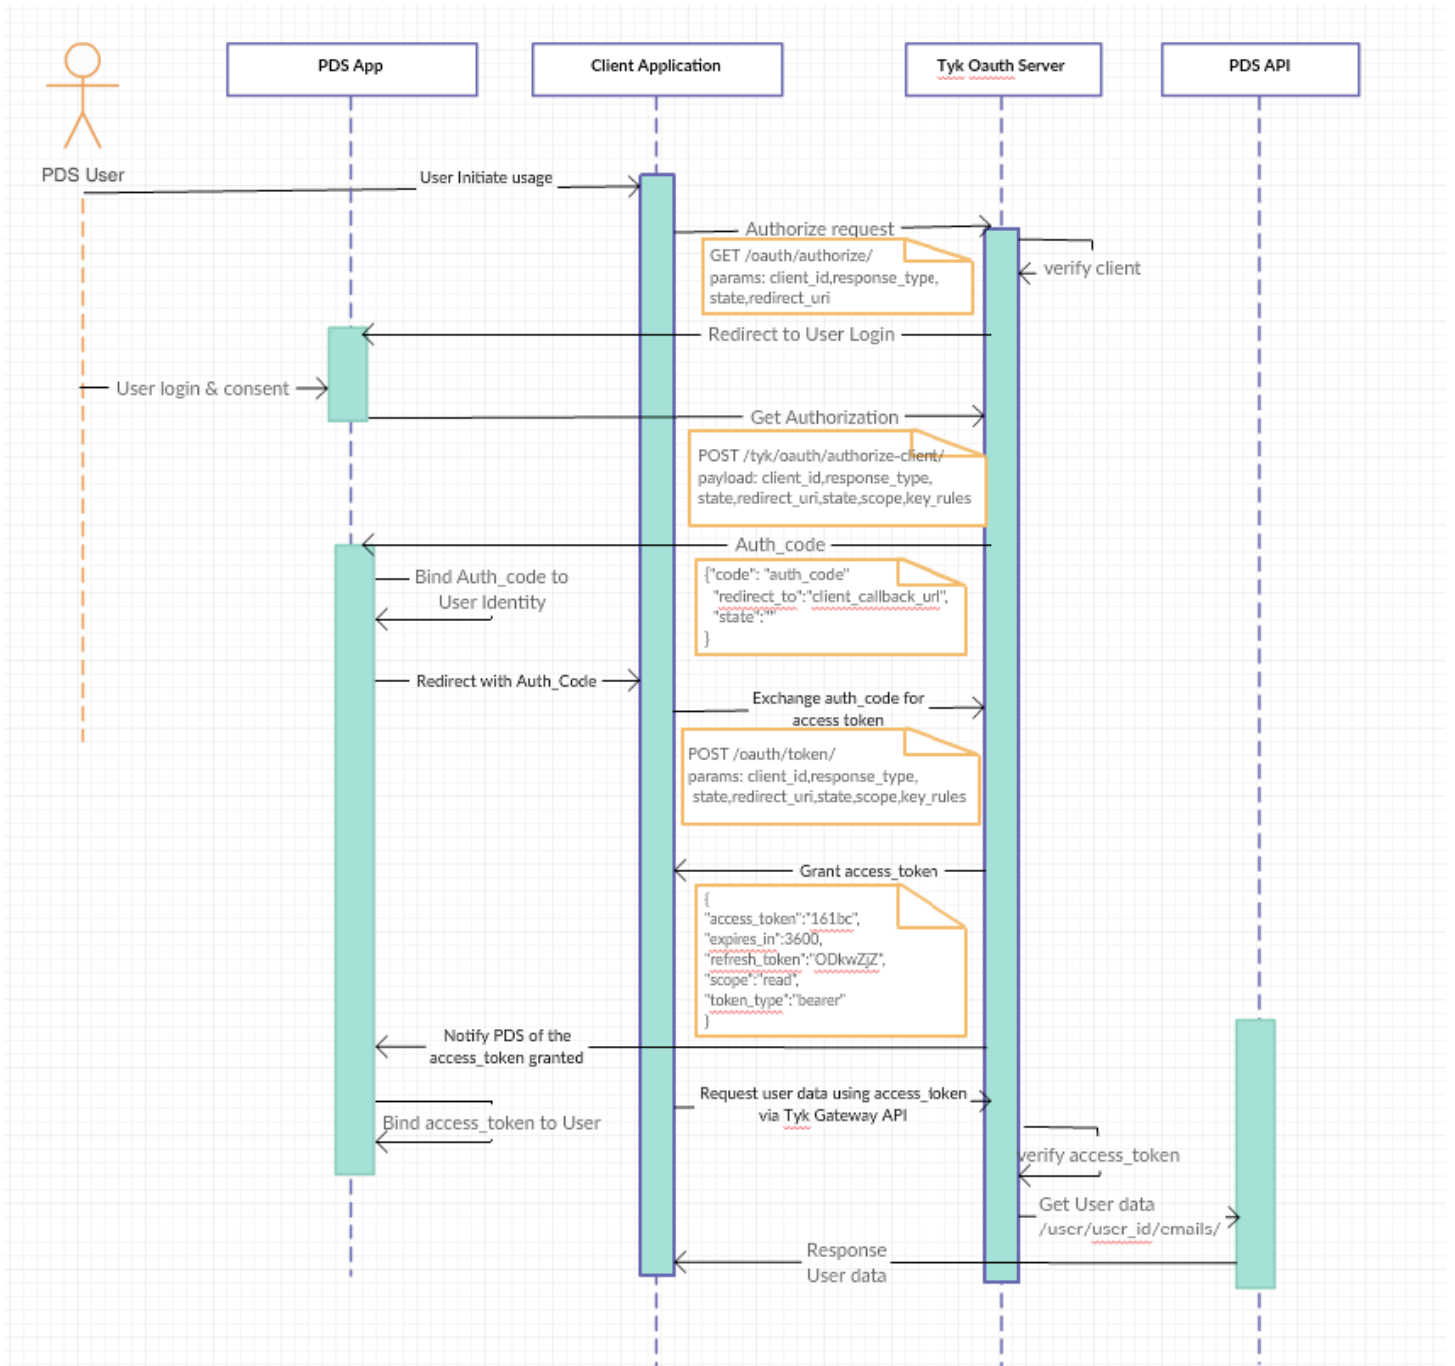 PDS App
Client Application
Tyk Oauth Server
PDS API
PDS User
User Initiate usage
Authorize request
GET /oauth/authorize/
params: client_id,response_type,
state,redirect_uri
verify client
Redirect to User Login
User login & consent
Get Authorization
POST /tyk/oauth/authorize-client/
payload: client_id,response_type,
state,redirect_uri,state,scope,key_rules
Auth_code
{"code": "auth_code"
"redirect_to":"client_callback_url",
"state":""
}
Bind Auth_code to
User Identity
Redirect with Auth_Code
Exchange auth_code for
access token
POST /oauth/token/
params: client_id,response_type,
state,redirect_uri,state,scope,key_rules
Grant access_token
{
"access_token":"161bc",
"expires_in":3600,
"refresh_token":"ODkwZjZ",
"scope":"read",
"token_type":"bearer"
}
Notify PDS of the
access_token granted
Request user data using access_token
via Tyk Gateway API
Bind access_token to User
verify access_token
Get User data
/user/user_id/emails/
Response
User data